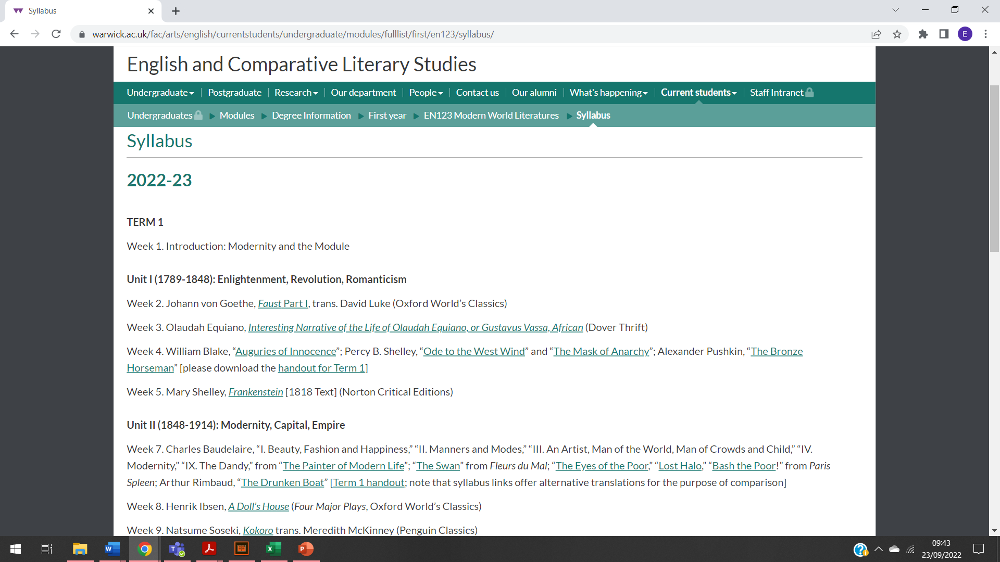 Syllabus
warwick.ac.uk/fac/arts/english/currentstudents/undergraduate/modules/fulllist/first/en123/syllabus/
E
English and Comparative Literary Studies
Undergraduate Postgraduate Research Our department People Contact us Our alumni What's happening Current students Staff Intranet
Undergraduates Modules Degree Information First year EN123 Modern World Literatures Syllabus
Syllabus
2022-23
TERM 1
Week 1. Introduction: Modernity and the Module
Unit I (1789-1848): Enlightenment, Revolution, Romanticism
Week 2. Johann von Goethe, Faust Part I, trans. David Luke (Oxford World’s Classics)
Week 3. Olaudah Equiano, Interesting Narrative of the Life of Olaudah Equiano, or Gustavus Vassa, African (Dover Thrift)
Week 4. William Blake, “Auguries of Innocence”; Percy B. Shelley, “Ode to the West Wind” and “The Mask of Anarchy”; Alexander Pushkin, “The Bronze
Horseman” [please download the handout for Term 1]
Week 5. Mary Shelley, Frankenstein [1818 Text] (Norton Critical Editions)
Unit II (1848-1914): Modernity, Capital, Empire
Week 7. Charles Baudelaire, “I. Beauty, Fashion and Happiness,” “II. Manners and Modes,” “III. An Artist, Man of the World, Man of Crowds and Child,” “IV.
Modernity,” “IX. The Dandy,” from “The Painter of Modern Life”; “The Swan” from Fleurs du Mal; “The Eyes of the Poor,” “Lost Halo,” “Bash the Poor!” from Paris
Spleen; Arthur Rimbaud, “The Drunken Boat” [Term 1 handout; note that syllabus links offer alternative translations for the purpose of comparison]
Week 8. Henrik Ibsen, A Doll’s House (Four Major Plays, Oxford World’s Classics)
Week 9. Natsume Soseki, Kokoro trans. Meredith McKinney (Penguin Classics)
09:43
23/09/2022